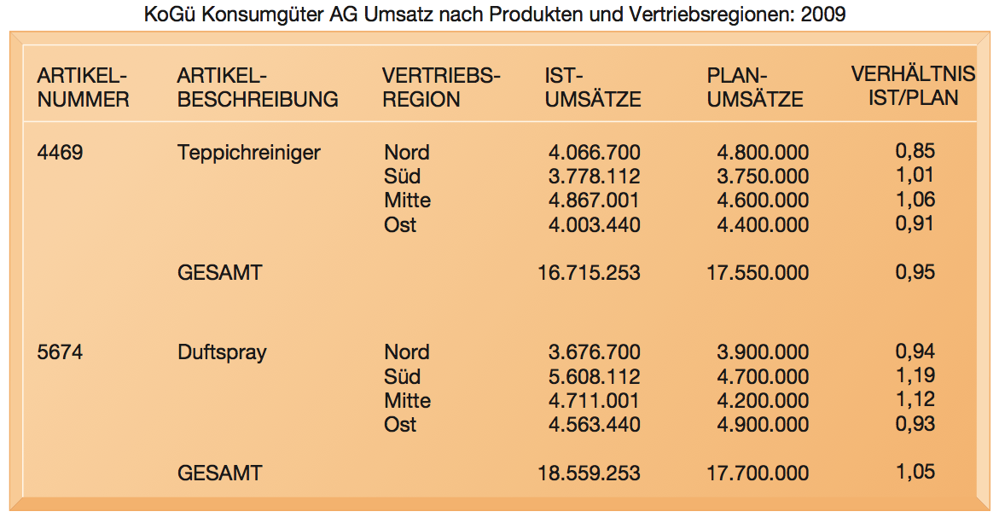 KoGü Konsumgüter AG Umsatz nach Produkten und Vertriebsregionen: 2009
ARTIKEL- ARTIKEL- VERTRIEBS- IST- PLAN- VERHÄLTNIS
NUMMER BESCHREIBUNG REGION UMSÄTZE UMSÄTZE IST/PLAN
4469 Teppichreiniger Nord 4.066.700 4.800.000 0,85
Süd 3.778.112 3.750.000 1,01
Mitte 4.867.001 4.600.000 1,06
Ost 4.003.440 4.400.000 0,91
GESAMT 16.715.253 17.550.000 0,95
5674 Duftspray Nord 3.676.700 3.900.000 0,94
Süd 5.608.112 4.700.000 1,19
Mitte 4.711.001 4.200.000 1,12
Ost 4.563.440 4.900.000 0,93
GESAMT 18.559.253 17.700.000 1,05